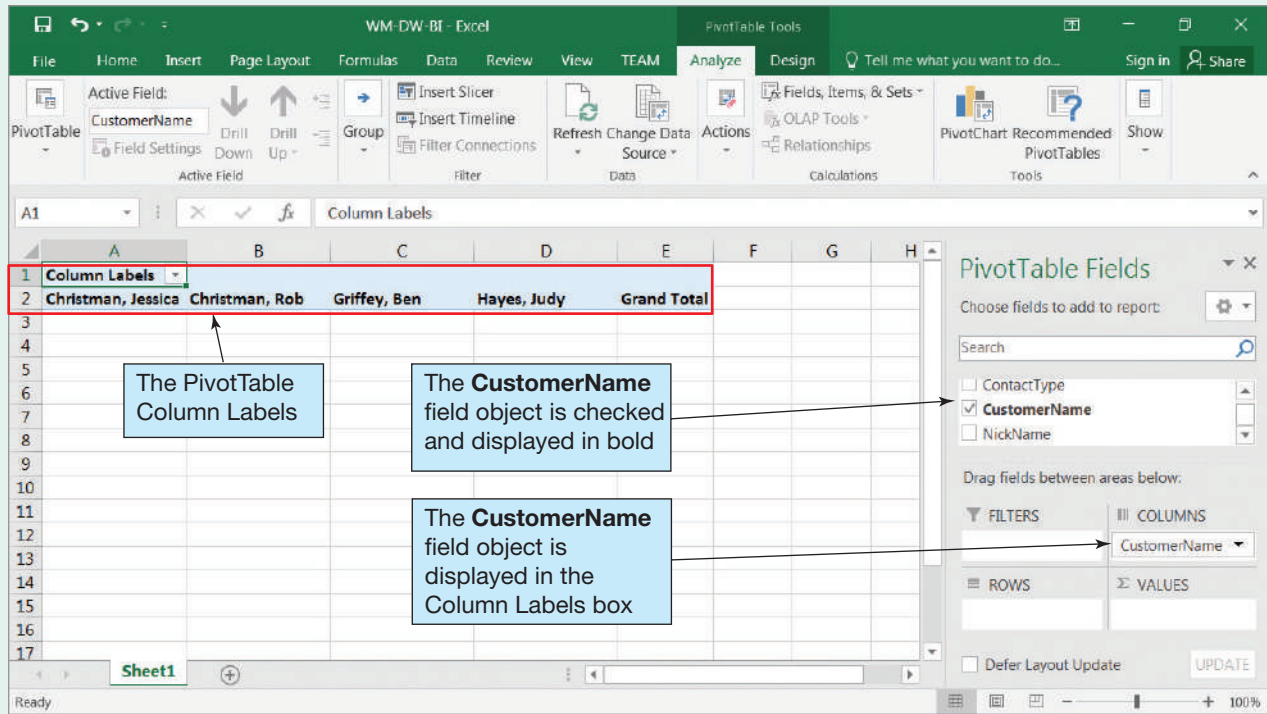 WM-DW-BI - Excel
PivotTable Tools
File Home Insert Page Layout Formulas Data Review View TEAM Analyze Design Tell me what you want to do... Sign in Share
PivotTable
Active Field:
CustomerName
Field Settings
Drill Down
Drill Up
Active Field
Group
Insert Slicer
Insert Timeline
Filter Connections
Filter
Refresh
Change Data Source
Data
Actions
Fields, Items, & Sets
OLAP Tools
Relationships
Calculations
PivotChart
Recommended PivotTables
Tools
Show
A1
fx
Column Labels
A B C D E F G H
1 Column Labels
2 Christman, Jessica Christman, Rob Griffey, Ben Hayes, Judy Grand Total
3
4
5
6
7
8
9
10
11
12
13
14
15
16
17
The PivotTable
Column Labels
The CustomerName
field object is checked
and displayed in bold
The CustomerName
field object is
displayed in the
Column Labels box
PivotTable Fields
Choose fields to add to report:
Search
ContactType
CustomerName
NickName
Drag fields between areas below:
FILTERS
COLUMNS
CustomerName
ROWS
Σ VALUES
Defer Layout Update
UPDATE
Sheet1
Ready
100%